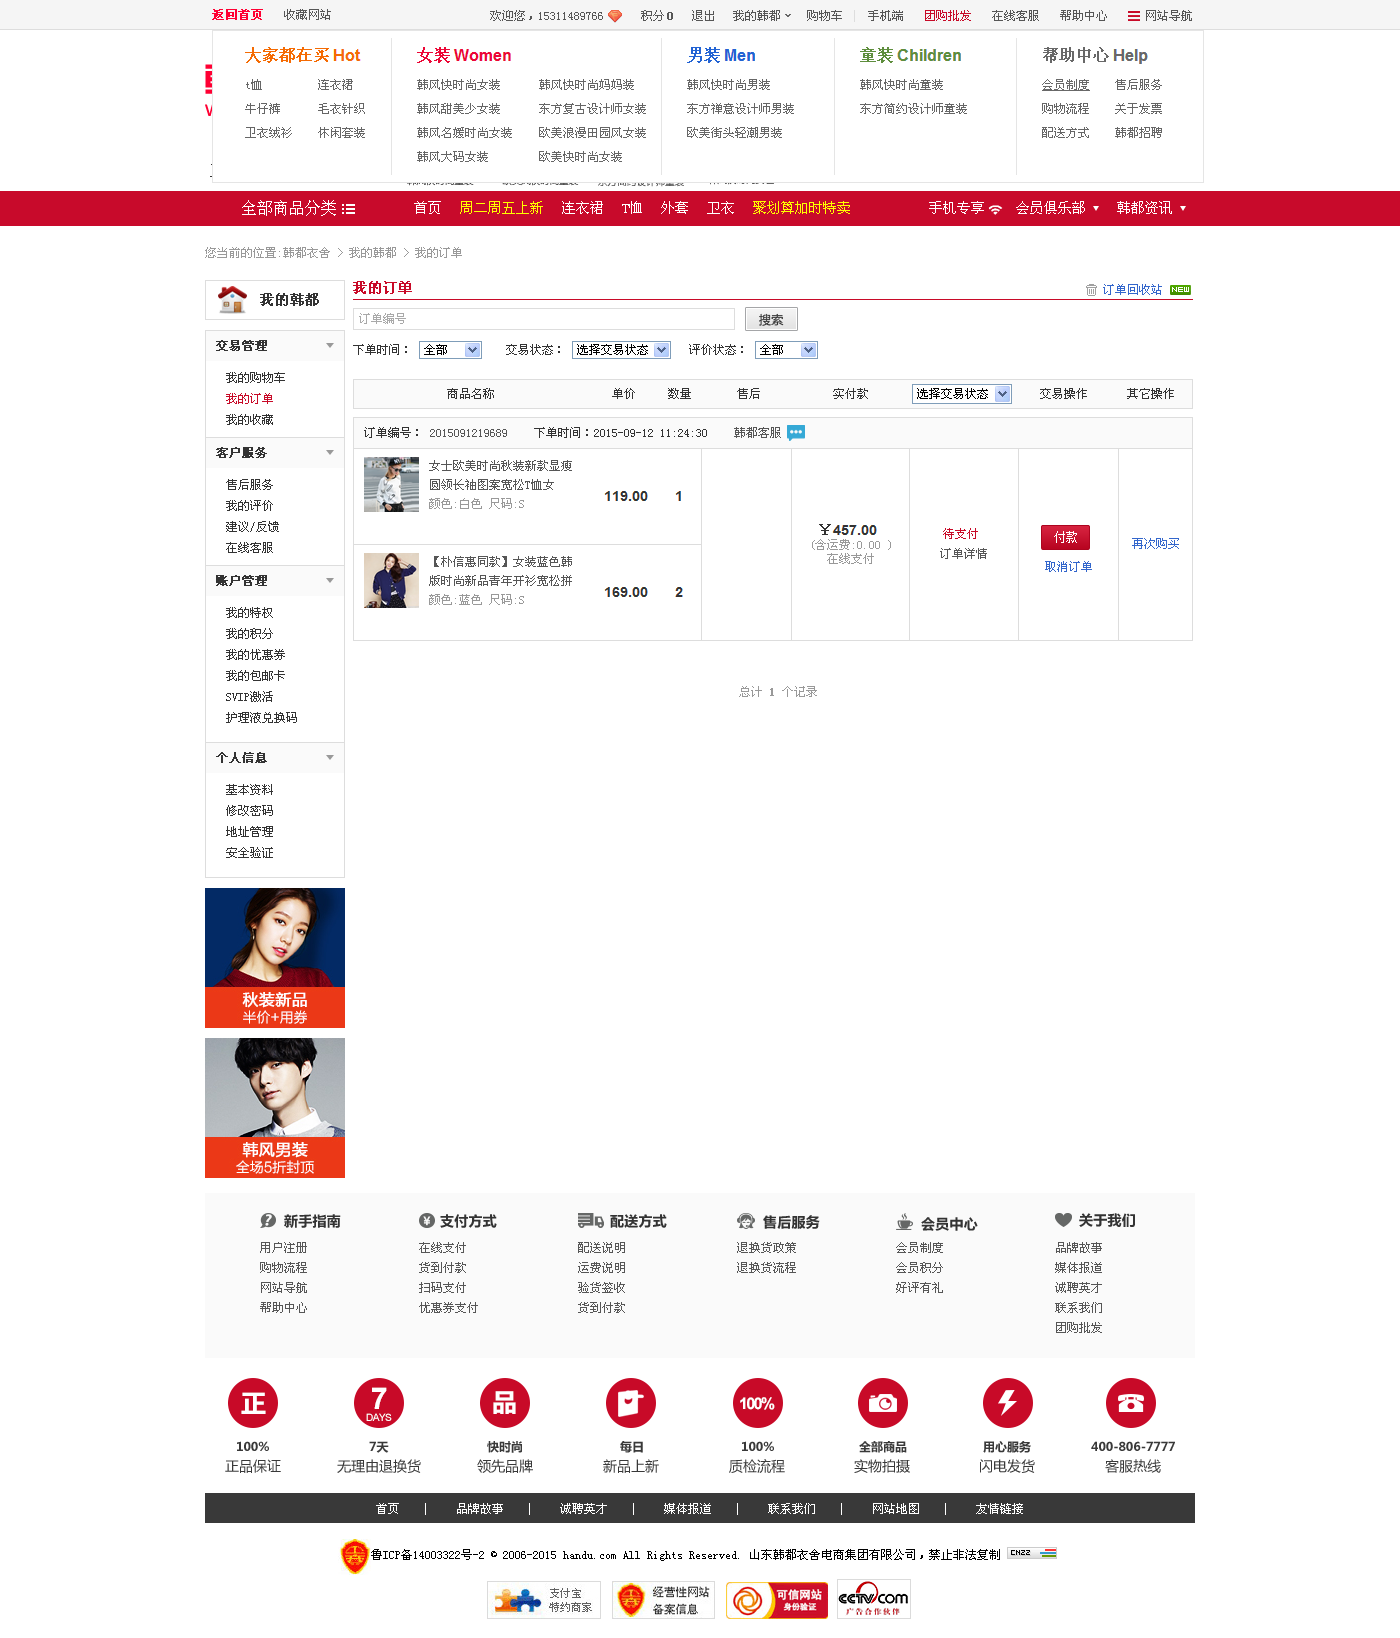 返回首页 收藏网站 欢迎您，15311489766 积分0 退出 我的韩都 购物车 手机端 团购批发 在线客服 帮助中心 网站导航
大家都在买 Hot 女装 Women 男装 Men 童装 Children 帮助中心 Help
t恤 连衣裙 韩风快时尚女装 韩风快时尚妈妈装 韩风快时尚男装 韩风快时尚童装 会员制度 售后服务
牛仔裤 毛衣针织 韩风甜美少女装 东方复古设计师女装 东方禅意设计师男装 东方简约设计师童装 购物流程 关于发票
卫衣绒衫 休闲套装 韩风名媛时尚女装 欧美浪漫田园风女装 欧美街头轻潮男装 配送方式 韩都招聘
韩风大码女装 欧美快时尚女装
全部商品分类 首页 周二周五上新 连衣裙 T恤 外套 卫衣 聚划算加时特卖 手机专享 会员俱乐部 韩都资讯
您当前的位置:韩都衣舍 > 我的韩都 > 我的订单
我的韩都
交易管理
我的购物车
我的订单
我的收藏
客户服务
售后服务
我的评价
建议/反馈
在线客服
账户管理
我的特权
我的积分
我的优惠券
我的包邮卡
SVIP激活
护理液兑换码
个人信息
基本资料
修改密码
地址管理
安全验证
秋装新品
半价+用券
韩风男装
全场5折封顶
我的订单 订单回收站 NEW
订单编号 搜索
下单时间： 全部 交易状态： 选择交易状态 评价状态： 全部
商品名称 单价 数量 售后 实付款 选择交易状态 交易操作 其它操作
订单编号： 2015091219689 下单时间：2015-09-12 11:24:30 韩都客服
女士欧美时尚秋装新款显瘦
圆领长袖图案宽松T恤女
颜色:白色 尺码:S
119.00 1
【朴信惠同款】女装蓝色韩
版时尚新品青年开衫宽松拼
颜色:蓝色 尺码:S
169.00 2
￥457.00
(含运费:0.00 )
在线支付
待支付
订单详情
付款
取消订单
再次购买
总计 1 个记录
新手指南 支付方式 配送方式 售后服务 会员中心 关于我们
用户注册 在线支付 配送说明 退换货政策 会员制度 品牌故事
购物流程 货到付款 运费说明 退换货流程 会员积分 媒体报道
网站导航 扫码支付 验货签收 好评有礼 诚聘英才
帮助中心 优惠券支付 货到付款 联系我们
团购批发
正 7 DAYS 品 100%
100% 7天 快时尚 每日 100% 全部商品 用心服务 400-806-7777
正品保证 无理由退换货 领先品牌 新品上新 质检流程 实物拍摄 闪电发货 客服热线
首页 | 品牌故事 | 诚聘英才 | 媒体报道 | 联系我们 | 网站地图 | 友情链接
鲁ICP备14003322号-2 © 2006-2015 handu.com All Rights Reserved. 山东韩都衣舍电商集团有限公司，禁止非法复制 CNZZ
支付宝 特约商家 经营性网站 备案信息 可信网站 身份验证 CCTV.com 广告合作伙伴